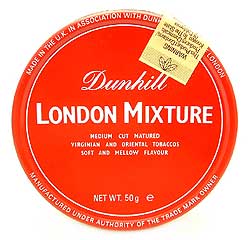 MADE IN THE U.K. IN ASSOCIATION WITH DUNHILL
LONDON
WARNING
Dunhill
LONDON MIXTURE
MEDIUM CUT MATURED
VIRGINIAN AND ORIENTAL TOBACCOS
SOFT AND MELLOW FLAVOUR
NET WT. 50g ℮
MANUFACTURED UNDER AUTHORITY OF THE TRADE MARK OWNER